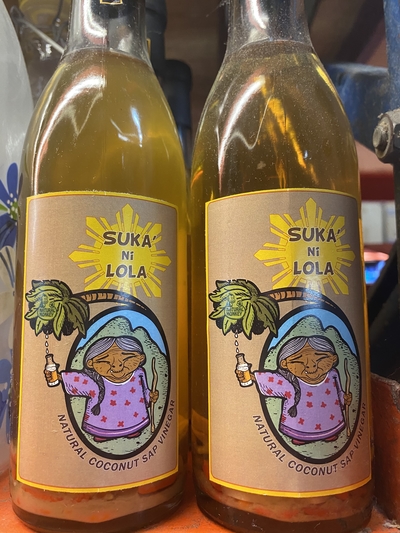 SUKA'
Ni
LOLA
NATURAL COCONUT SAP VINEGAR
SUKA'
Ni
LOLA
NATURAL COCONUT SAP VINEGAR